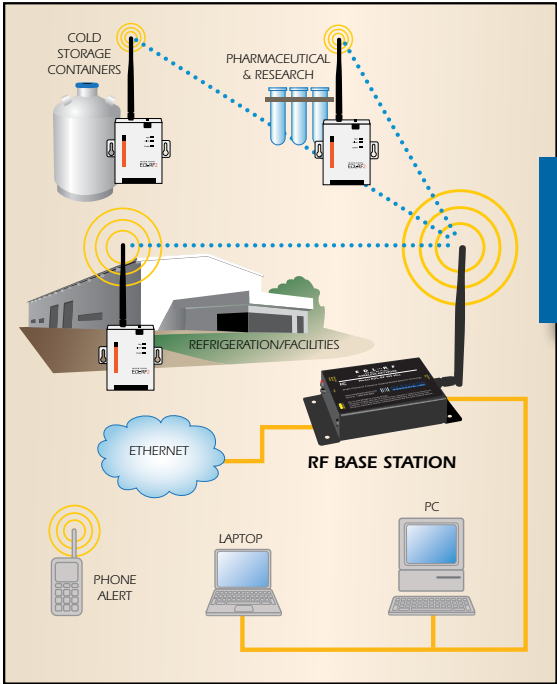 COLD
STORAGE
CONTAINERS
PHARMACEUTICAL
& RESEARCH
REFRIGERATION/FACILITIES
ETHERNET
RF BASE STATION
PHONE
ALERT
LAPTOP
PC